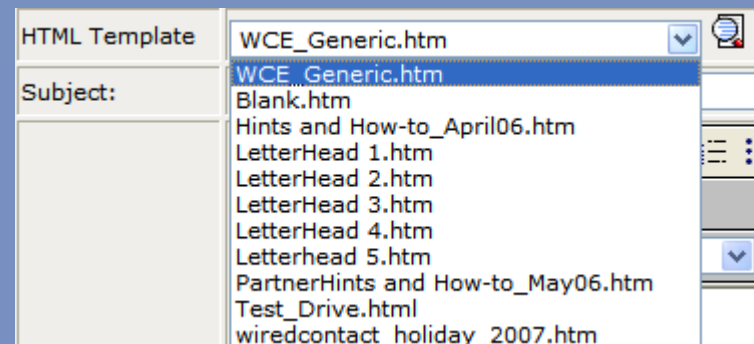 HTML Template
WCE_Generic.htm
Subject:
WCE_Generic.htm
Blank.htm
Hints and How-to_April06.htm
LetterHead 1.htm
LetterHead 2.htm
LetterHead 3.htm
LetterHead 4.htm
Letterhead 5.htm
PartnerHints and How-to_May06.htm
Test_Drive.html
wiredcontact_holiday_2007.htm